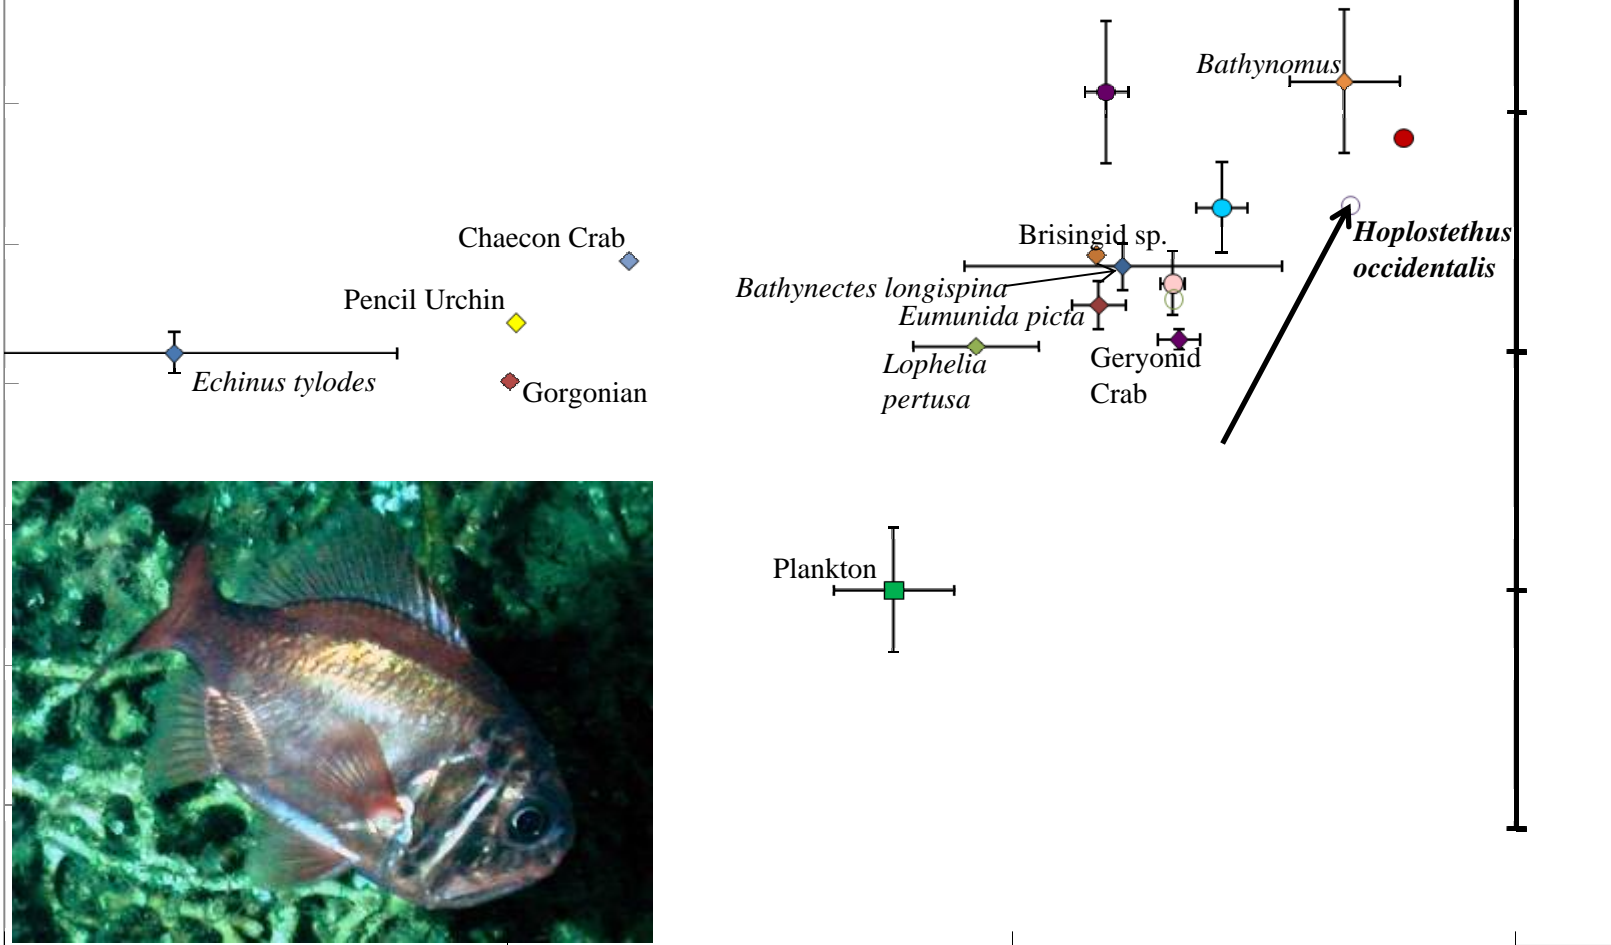 Bathynomus
Chaecon Crab
Brisingid sp.
Hoplostethus
occidentalis
Bathynectes longispina
Pencil Urchin
Eumunida picta
Echinus tylodes
Gorgonian
Lophelia
pertusa
Geryonid
Crab
Plankton